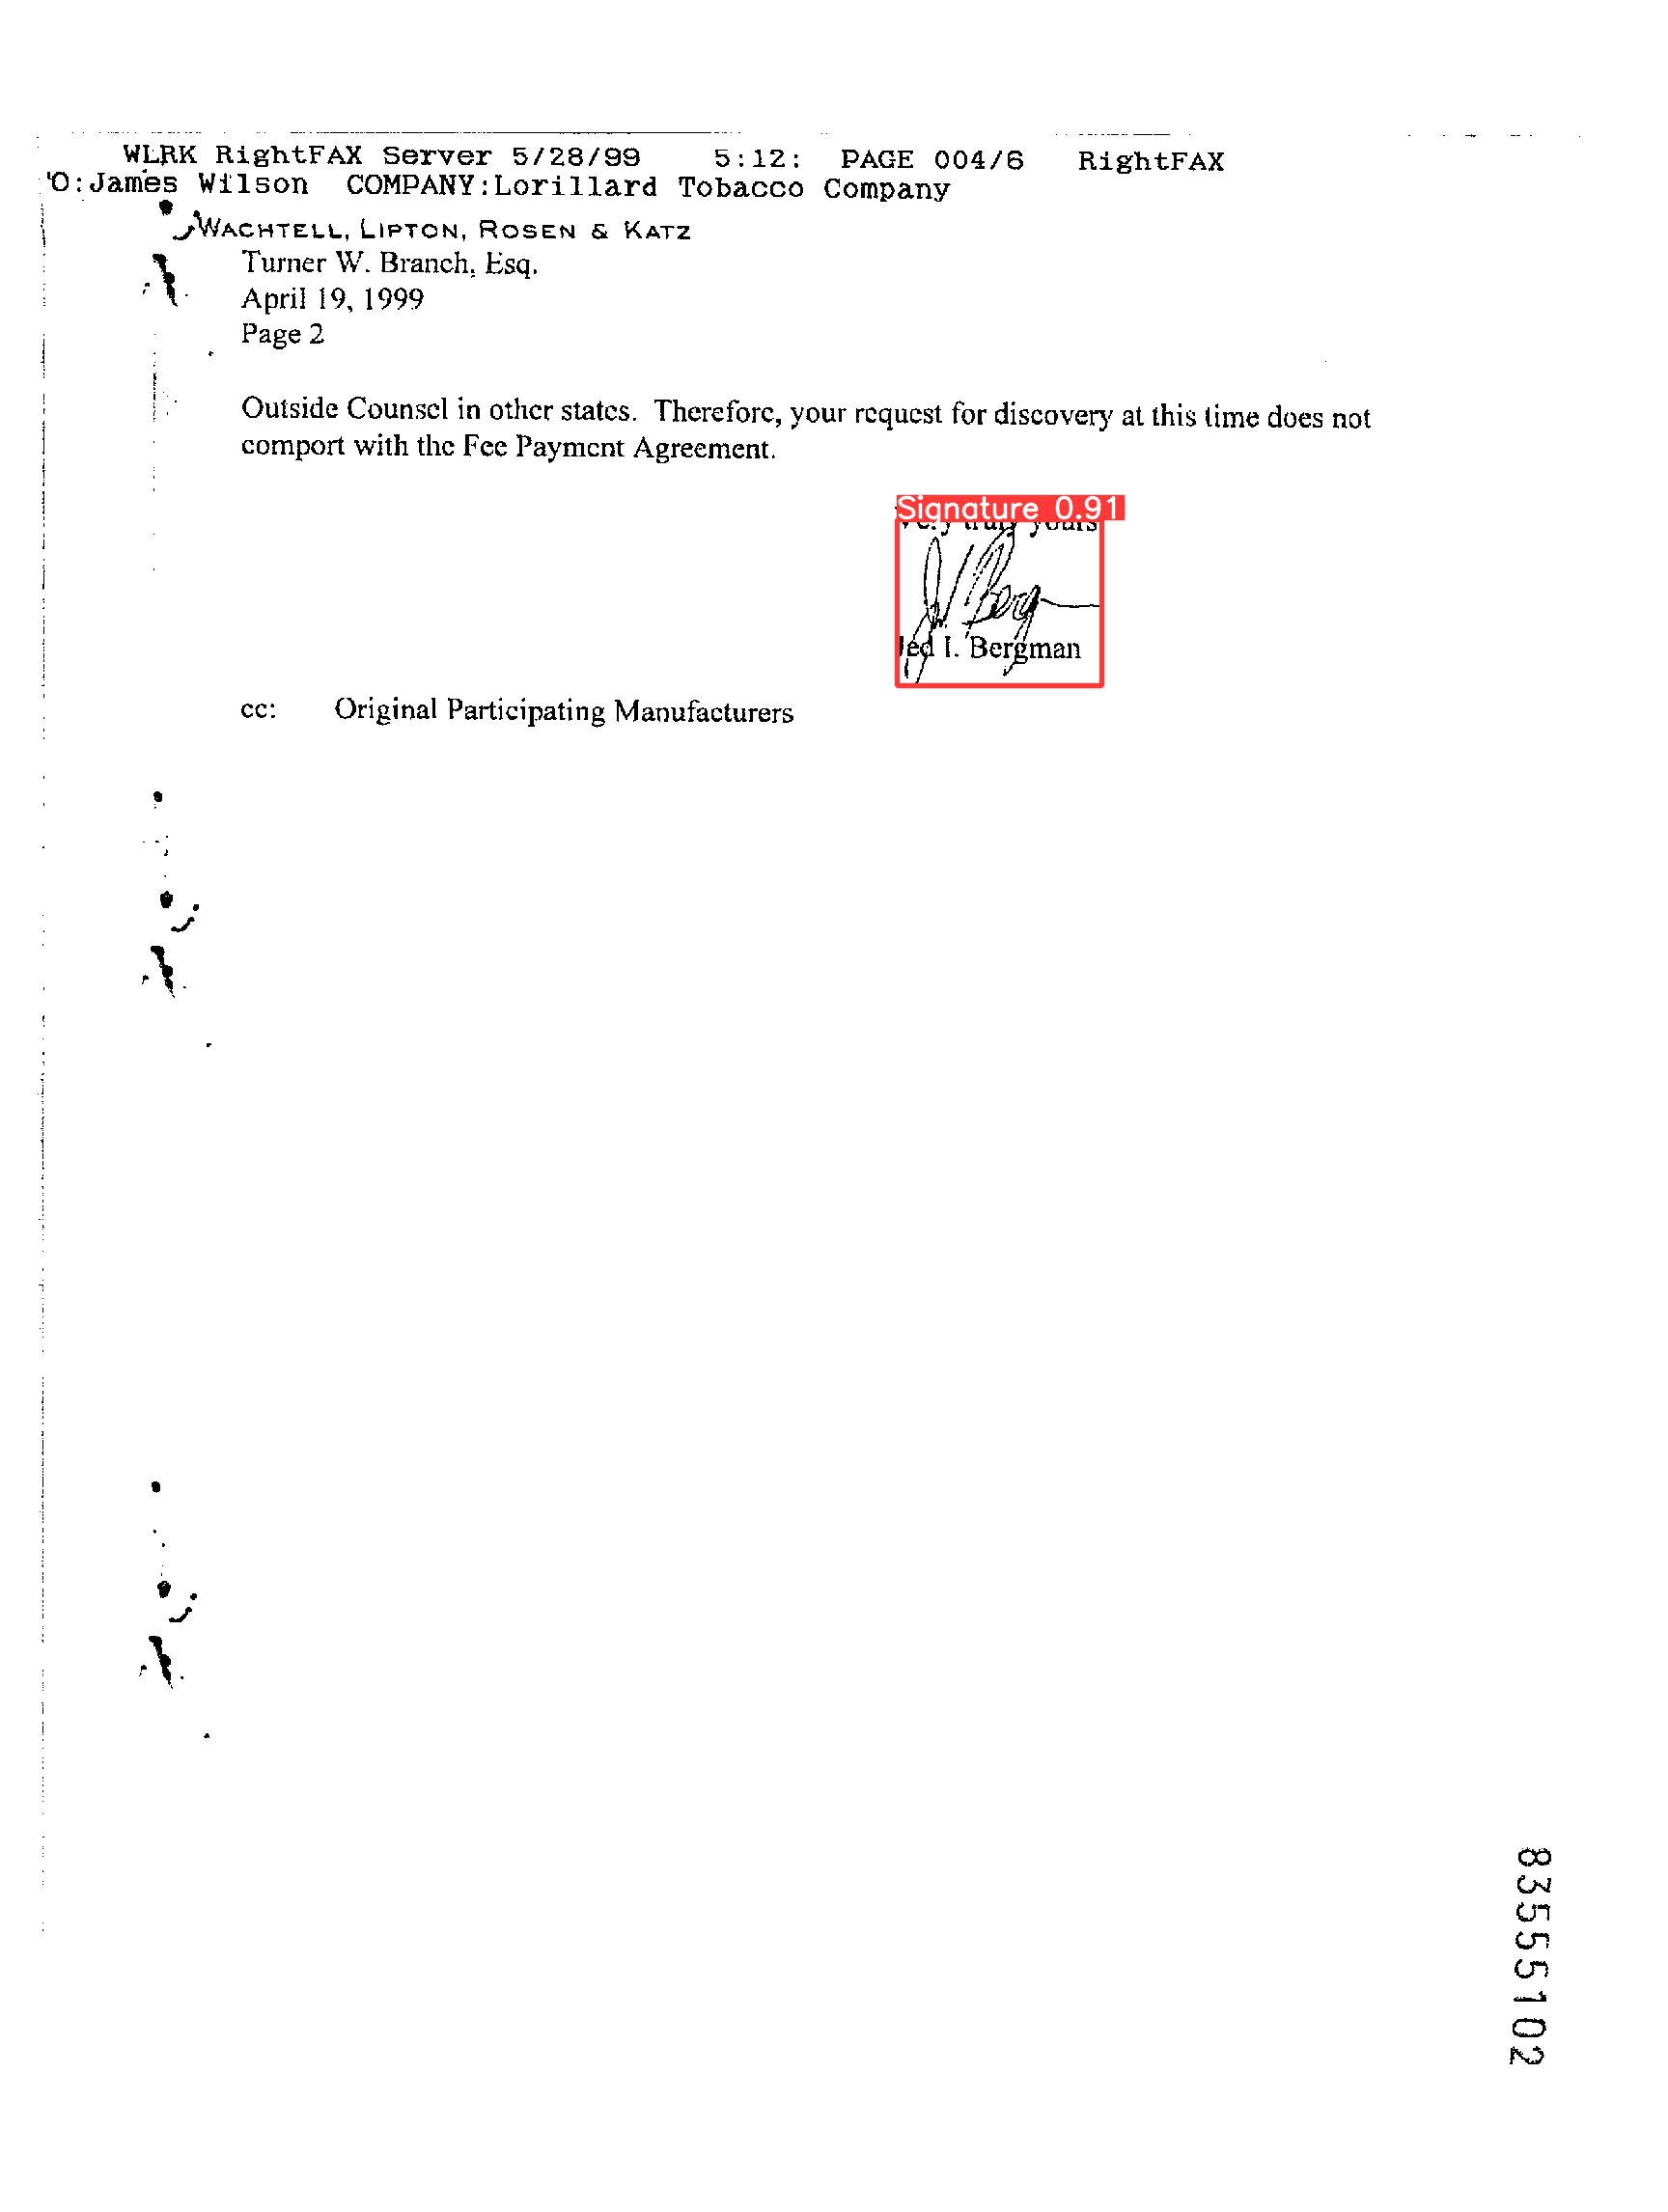 WLRK RightFAX Server 5/28/99 5:12: PAGE 004/6 RightFAX
'O:James Wilson COMPANY:Lorillard Tobacco Company
WACHTELL, LIPTON, ROSEN & KATZ
Turner W. Branch, Esq.
April 19, 1999
Page 2
Outside Counsel in other states. Therefore, your request for discovery at this time does not
comport with the Fee Payment Agreement.
Signature 0.91
Very truly yours
Jed I. Bergman
cc: Original Participating Manufacturers
83555102